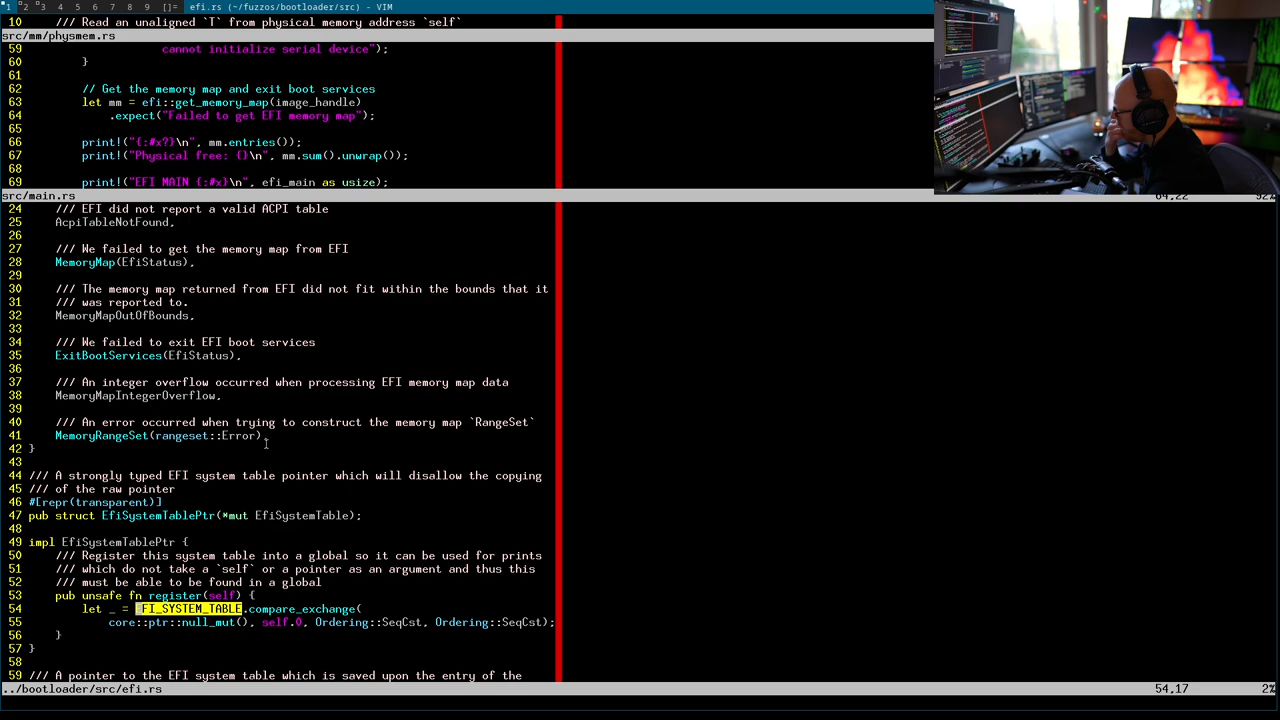 1 2 3 4 5 6 7 8 9 []= efi.rs (~/fuzzos/bootloader/src) - VIM
10 /// Read an unaligned `T` from physical memory address `self`
src/mm/physmem.rs
59 cannot initialize serial device");
60 }
61
62 // Get the memory map and exit boot services
63 let mm = efi::get_memory_map(image_handle)
64 .expect("Failed to get EFI memory map");
65
66 print!("{:#x?}\n", mm.entries());
67 print!("Physical free: {}\n", mm.sum().unwrap());
68
69 print!("EFI MAIN {:#x}\n", efi_main as usize);
src/main.rs
24 /// EFI did not report a valid ACPI table
25 AcpiTableNotFound,
26
27 /// We failed to get the memory map from EFI
28 MemoryMap(EfiStatus),
29
30 /// The memory map returned from EFI did not fit within the bounds that it
31 /// was reported to.
32 MemoryMapOutOfBounds,
33
34 /// We failed to exit EFI boot services
35 ExitBootServices(EfiStatus),
36
37 /// An integer overflow occurred when processing EFI memory map data
38 MemoryMapIntegerOverflow,
39
40 /// An error occurred when trying to construct the memory map `RangeSet`
41 MemoryRangeSet(rangeset::Error),
42 }
43
44 /// A strongly typed EFI system table pointer which will disallow the copying
45 /// of the raw pointer
46 #[repr(transparent)]
47 pub struct EfiSystemTablePtr(*mut EfiSystemTable);
48
49 impl EfiSystemTablePtr {
50 /// Register this system table into a global so it can be used for prints
51 /// which do not take a `self` or a pointer as an argument and thus this
52 /// must be able to be found in a global
53 pub unsafe fn register(self) {
54 let _ = EFI_SYSTEM_TABLE.compare_exchange(
55 core::ptr::null_mut(), self.0, Ordering::SeqCst, Ordering::SeqCst);
56 }
57 }
58
59 /// A pointer to the EFI system table which is saved upon the entry of the
../bootloader/src/efi.rs 54,17 2%